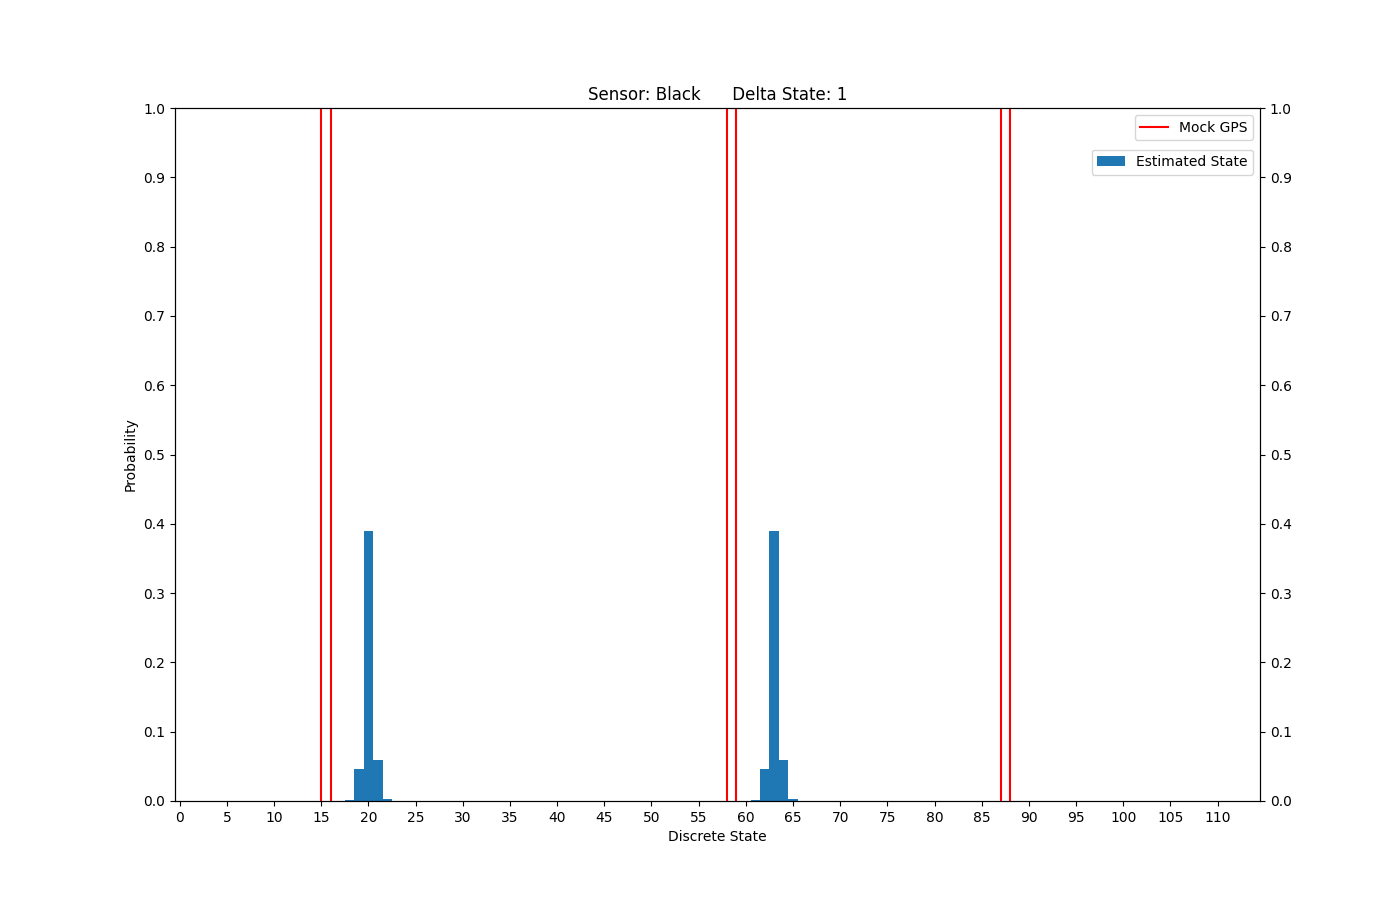 Sensor: Black Delta State: 1
1.0 1.0
Mock GPS
Estimated State
0.9 0.9
0.8 0.8
0.7 0.7
0.6 0.6
0.5 0.5
Probability
0.4 0.4
0.3 0.3
0.2 0.2
0.1 0.1
0.0 0.0
0 5 10 15 20 25 30 35 40 45 50 55 60 65 70 75 80 85 90 95 100 105 110
Discrete State